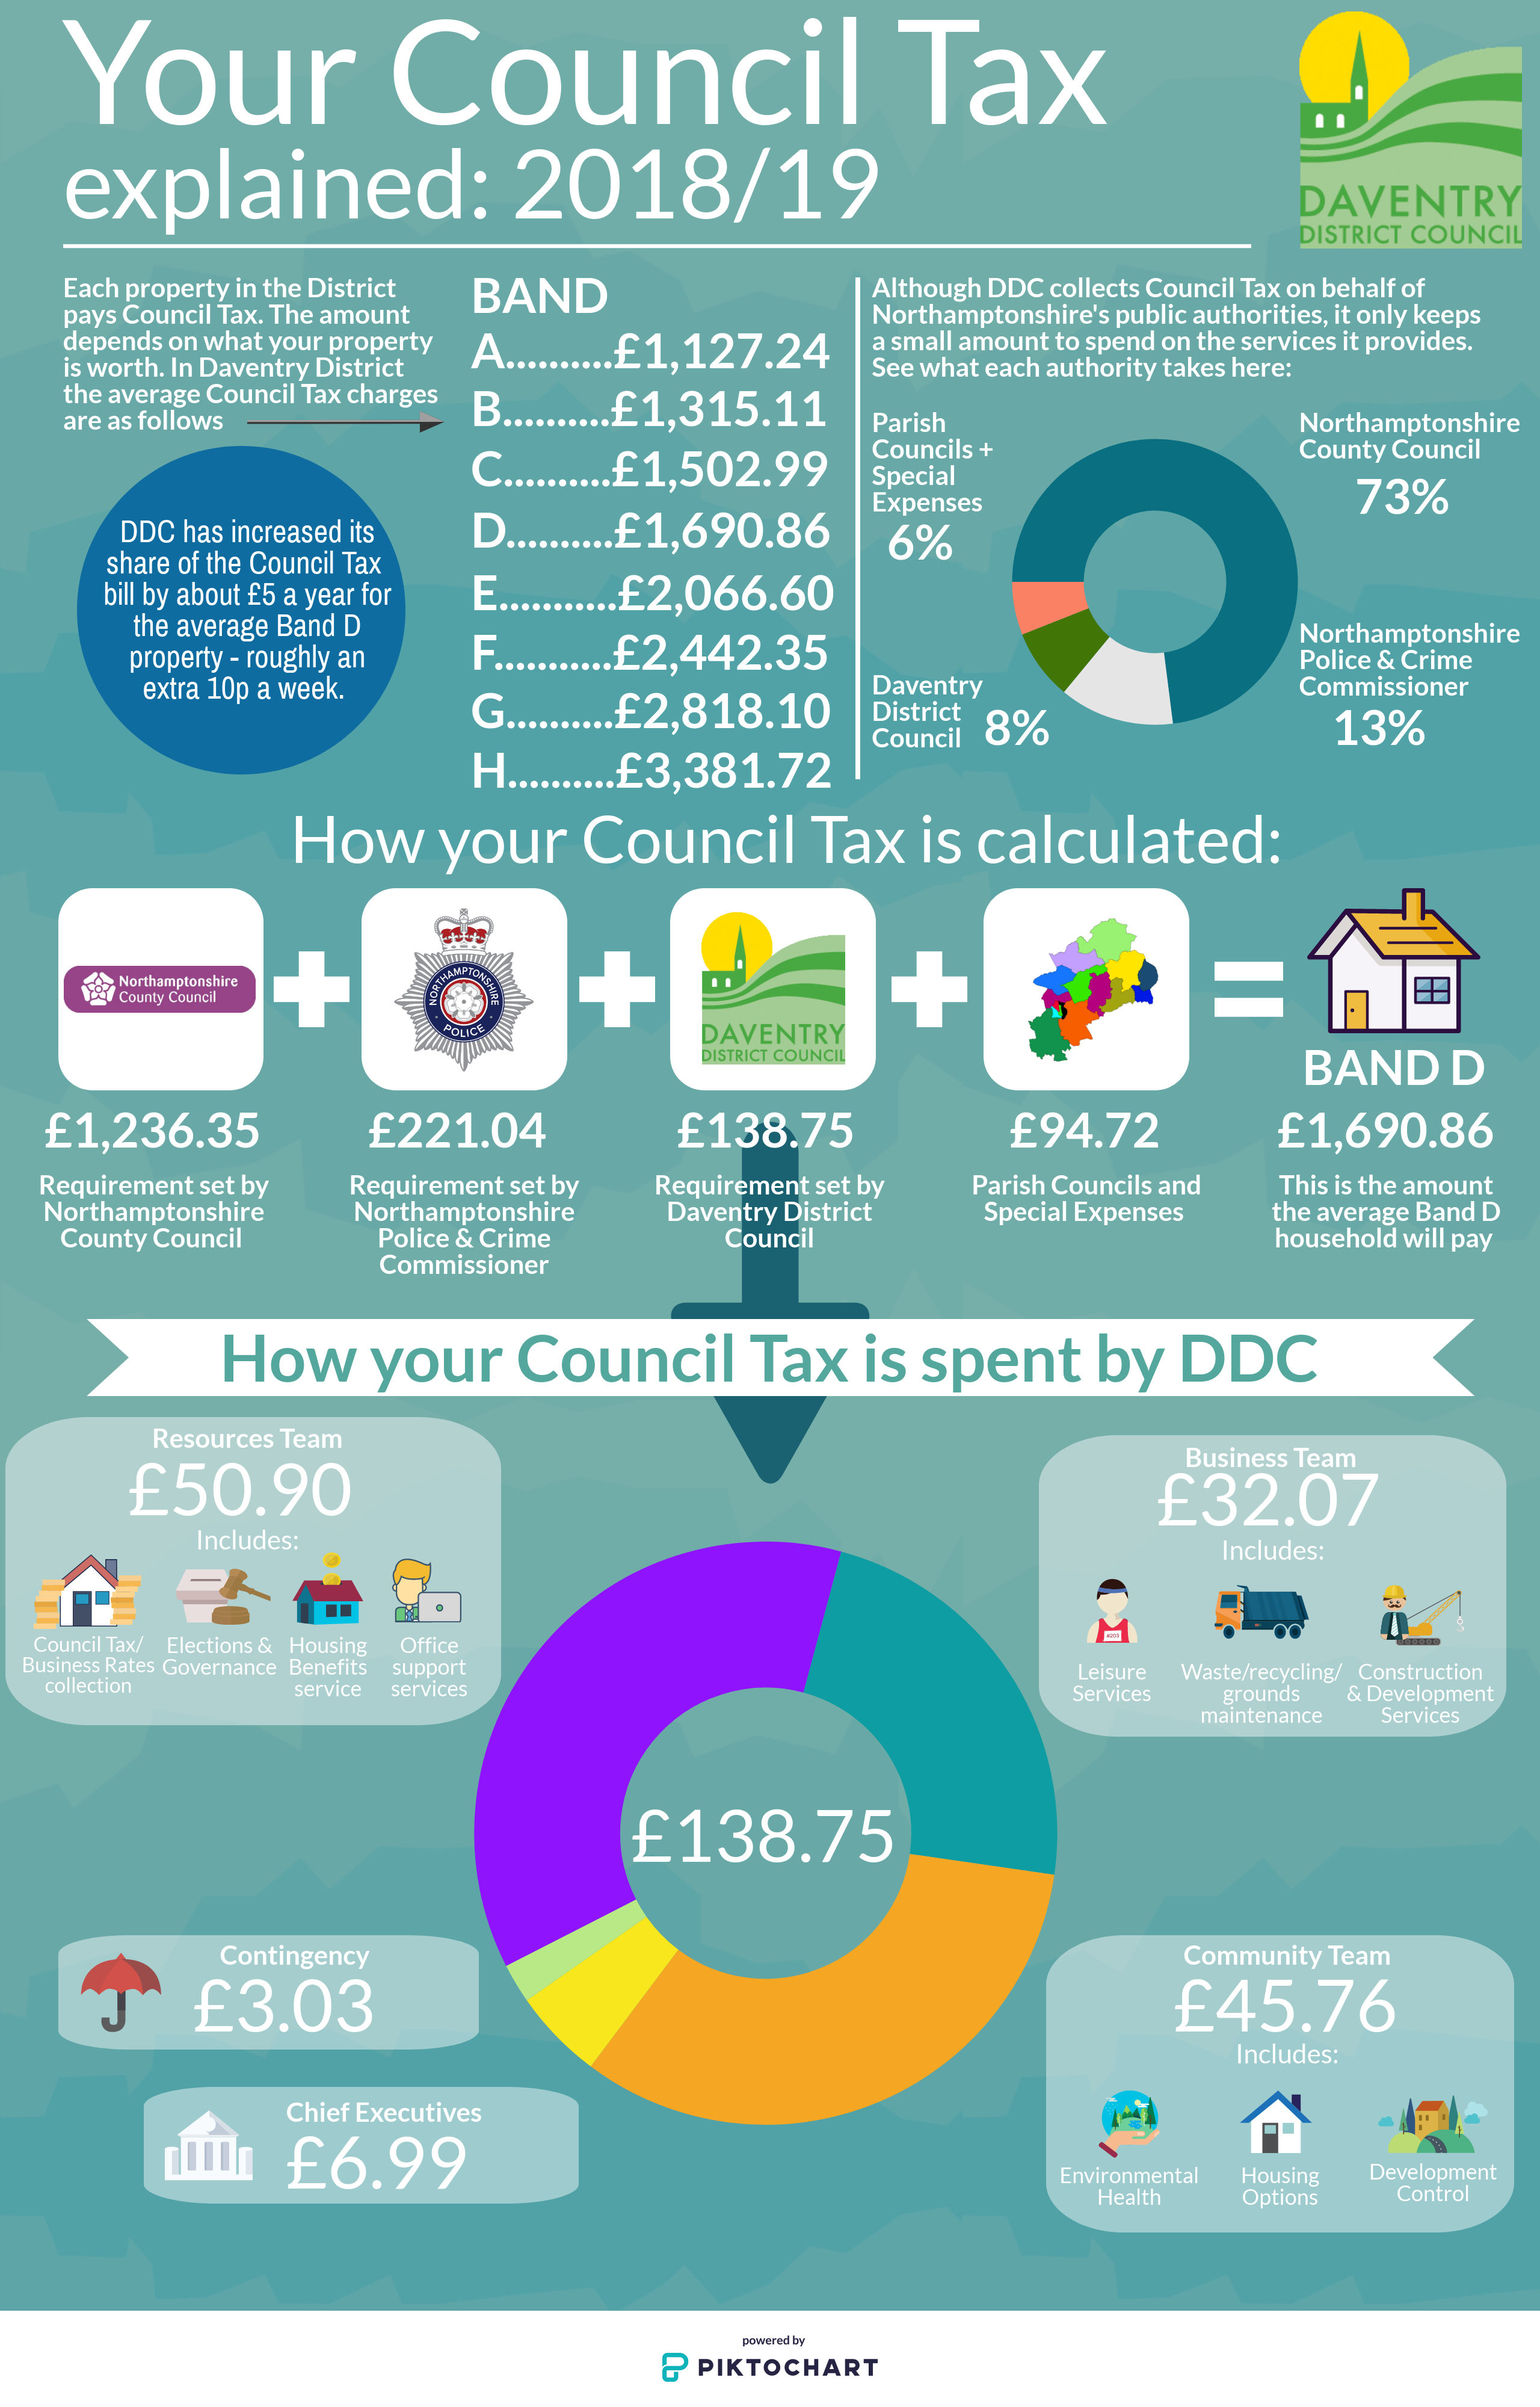 Your Council Tax
explained: 2018/19
DAVENTRY
DISTRICT COUNCIL
Each property in the District
pays Council Tax. The amount
depends on what your property
is worth. In Daventry District
the average Council Tax charges
are as follows
DDC has increased its
share of the Council Tax
bill by about £5 a year for
the average Band D
property - roughly an
extra 10p a week.
BAND
A..........£1,127.24
B..........£1,315.11
C..........£1,502.99
D..........£1,690.86
E...........£2,066.60
F...........£2,442.35
G..........£2,818.10
H..........£3,381.72
Although DDC collects Council Tax on behalf of
Northamptonshire's public authorities, it only keeps
a small amount to spend on the services it provides.
See what each authority takes here:
Parish
Councils +
Special
Expenses
6%
Northamptonshire
County Council
73%
Daventry
District
Council 8%
Northamptonshire
Police & Crime
Commissioner
13%
How your Council Tax is calculated:
Northamptonshire
County Council
NORTHAMPTONSHIRE
POLICE
DAVENTRY
DISTRICT COUNCIL
BAND D
£1,236.35
Requirement set by
Northamptonshire
County Council
£221.04
Requirement set by
Northamptonshire
Police & Crime
Commissioner
£138.75
Requirement set by
Daventry District
Council
£94.72
Parish Councils and
Special Expenses
£1,690.86
This is the amount
the average Band D
household will pay
How your Council Tax is spent by DDC
Resources Team
£50.90
Includes:
Council Tax/
Business Rates
collection
Elections &
Governance
Housing
Benefits
service
Office
support
services
Business Team
£32.07
Includes:
#203
Leisure
Services
Waste/recycling/
grounds
maintenance
Construction
& Development
Services
£138.75
Contingency
£3.03
Chief Executives
£6.99
Community Team
£45.76
Includes:
Environmental
Health
Housing
Options
Development
Control
powered by
PIKTOCHART